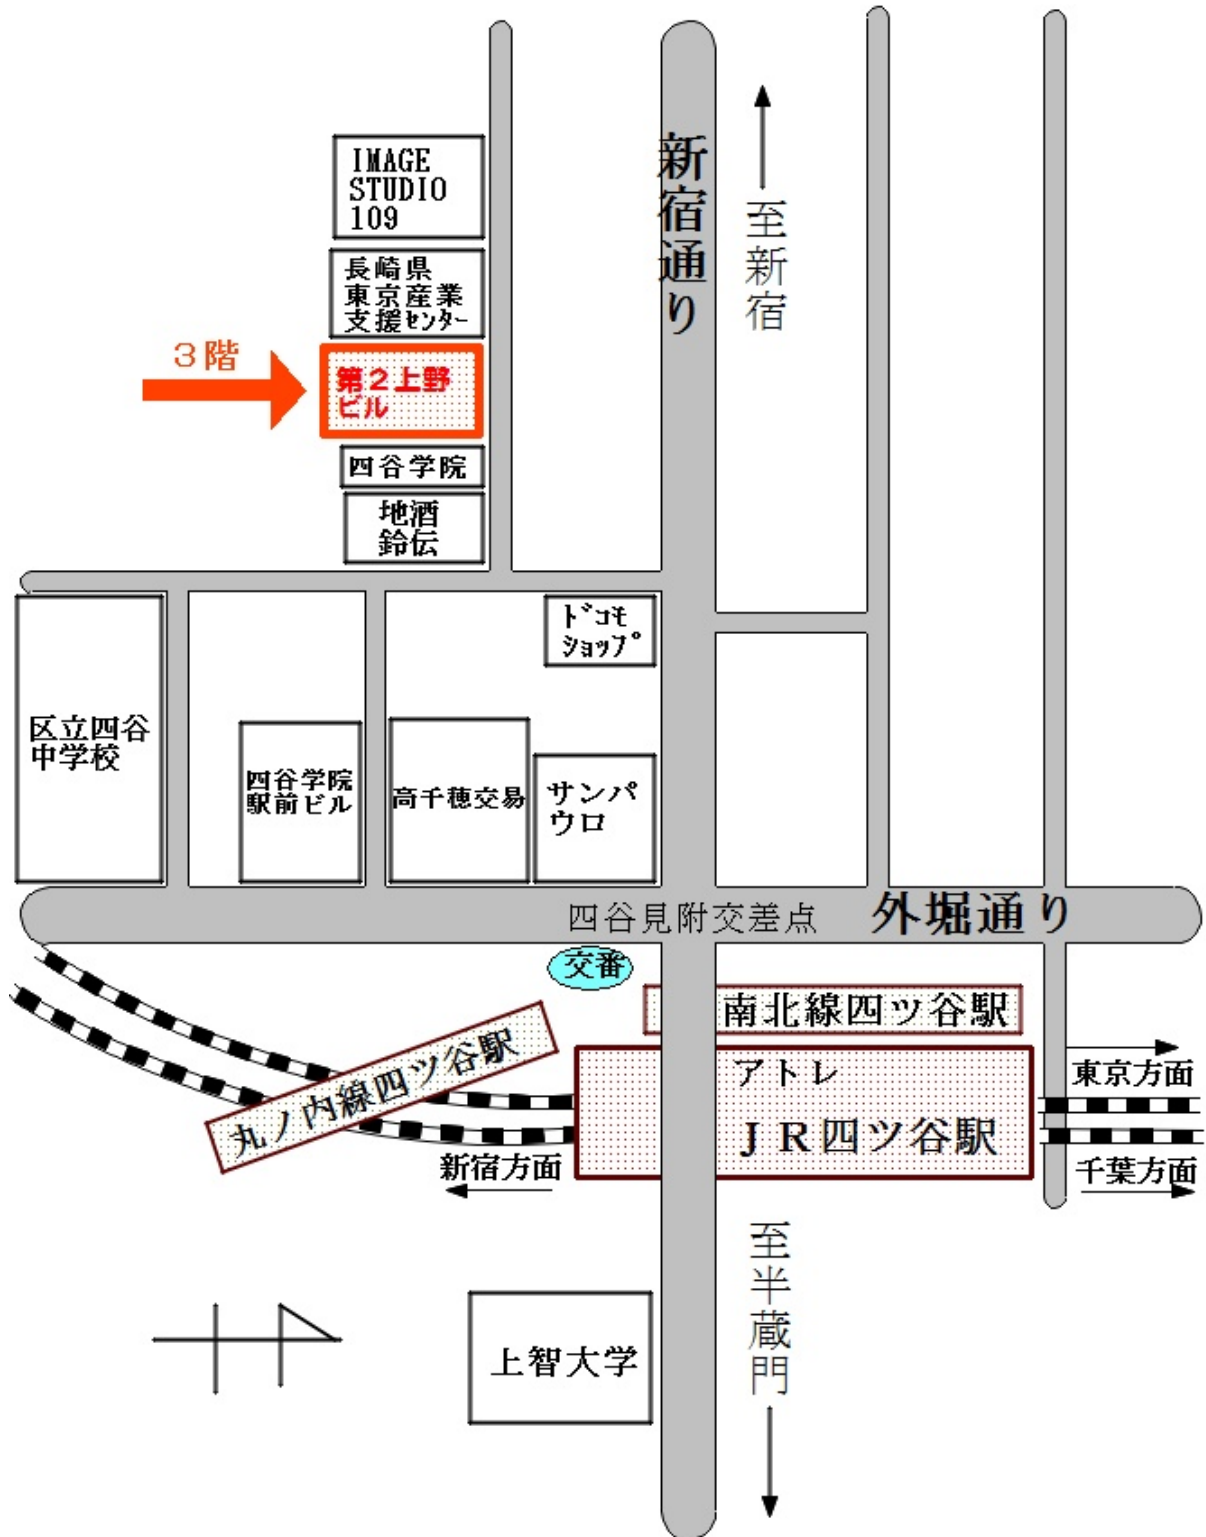 IMAGE
STUDIO
109
長崎県
東京産業
支援ｾﾝﾀｰ
３階
第２上野
ビル
四谷学院
地酒
鈴伝
新宿通り
至新宿
ﾄﾞｺﾓ
ｼｮｯﾌﾟ
区立四谷
中学校
四谷学院
駅前ビル
高千穂交易
サンパ
ウロ
四谷見附交差点
外堀通り
交番
南北線四ツ谷駅
丸ノ内線四ツ谷駅
アトレ
ＪＲ四ツ谷駅
東京方面
千葉方面
新宿方面
至半蔵門
上智大学